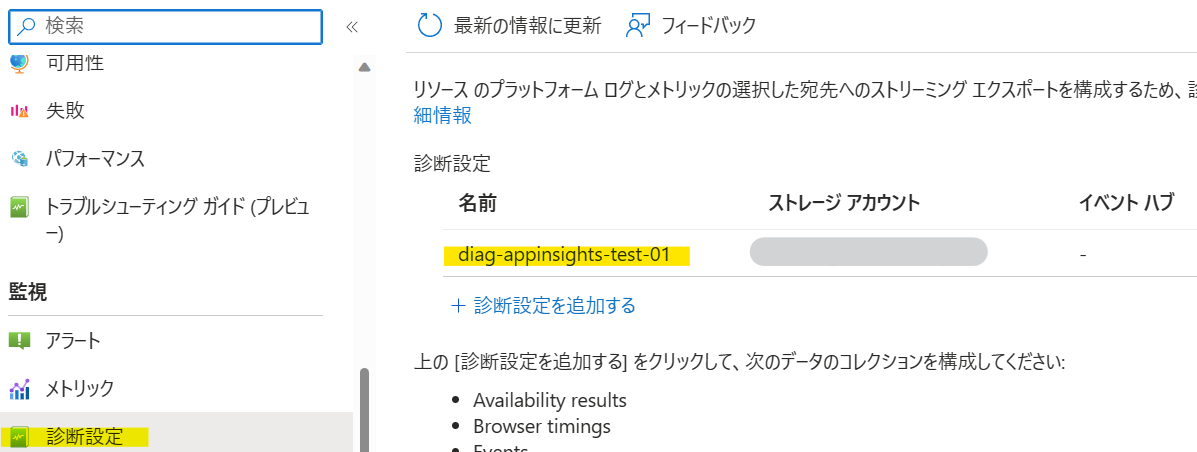 検索
可用性
失敗
パフォーマンス
トラブルシューティング ガイド (プレビュ
ー)
監視
アラート
メトリック
診断設定
最新の情報に更新 フィードバック
リソース のプラットフォーム ログとメトリックの選択した宛先へのストリーミング エクスポートを構成するため、
細情報
診断設定
名前 ストレージ アカウント イベント ハブ
diag-appinsights-test-01 -
+ 診断設定を追加する
上の [診断設定を追加する] をクリックして、次のデータのコレクションを構成してください:
• Availability results
• Browser timings
• Events